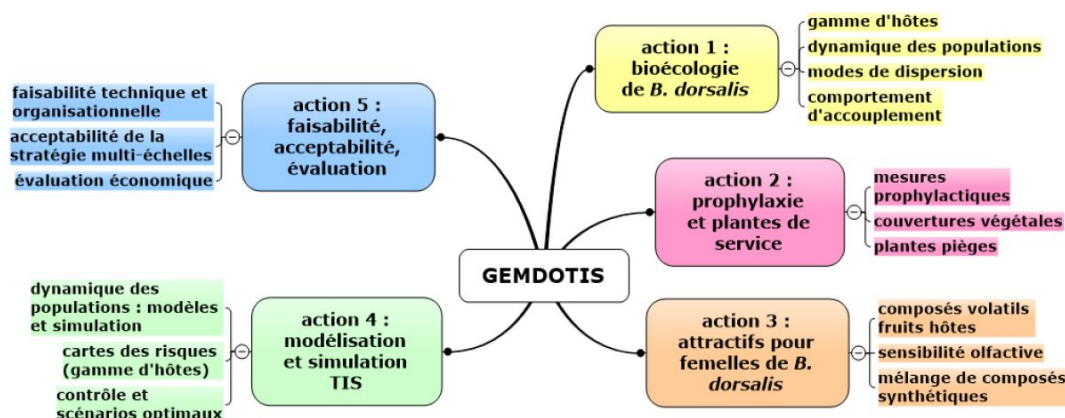 GEMDOTIS
action 1 :
bioécologie
de B. dorsalis
gamme d'hôtes
dynamique des populations
modes de dispersion
comportement
d'accouplement
action 2 :
prophylaxie
et plantes de
service
mesures
prophylactiques
couvertures végétales
plantes pièges
action 3 :
attractifs pour
femelles de B.
dorsalis
composés volatils
fruits hôtes
sensibilité olfactive
mélange de composés
synthétiques
action 4 :
modélisation
et simulation
TIS
dynamique des
populations : modèles
et simulation
cartes des risques
(gamme d'hôtes)
contrôle et
scénarios optimaux
action 5 :
faisabilité,
acceptabilité,
évaluation
faisabilité technique et
organisationnelle
acceptabilité de la
stratégie multi-échelles
évaluation économique